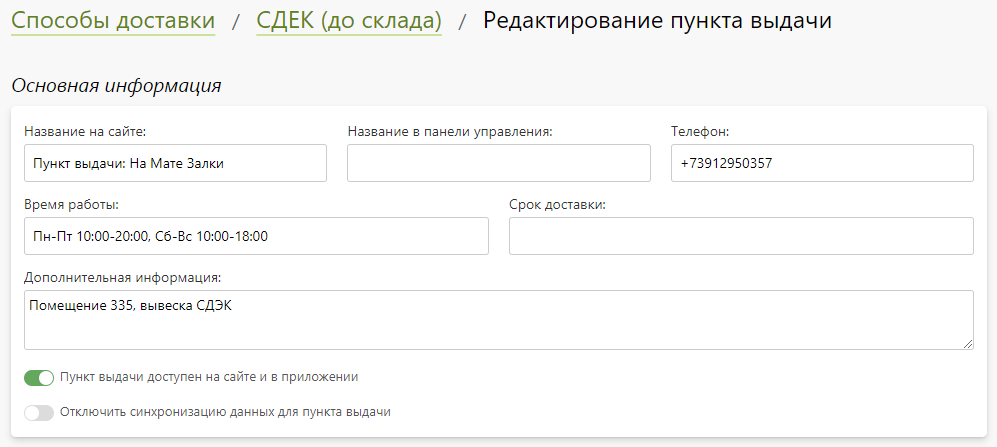 Способы доставки / СДЕК (до склада) / Редактирование пункта выдачи
Основная информация
Название на сайте: Название в панели управления: Телефон:
Пункт выдачи: На Мате Залки +73912950357
Время работы: Срок доставки:
Пн-Пт 10:00-20:00, Сб-Вс 10:00-18:00
Дополнительная информация:
Помещение 335, вывеска СДЭК
Пункт выдачи доступен на сайте и в приложении
Отключить синхронизацию данных для пункта выдачи